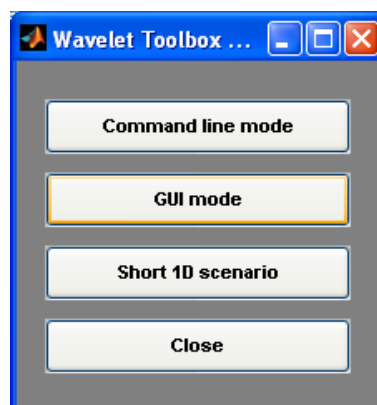 Wavelet Toolbox ...
Command line mode
GUI mode
Short 1D scenario
Close